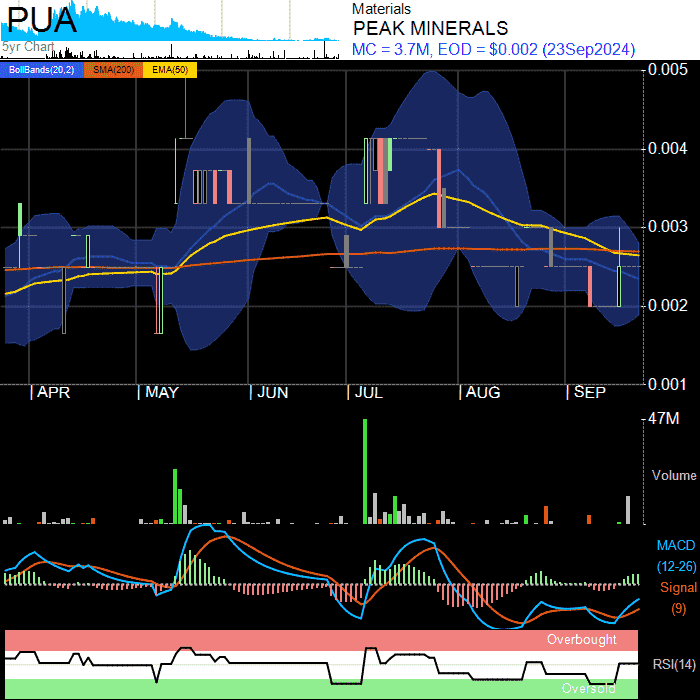 PUA
5yr Chart
Materials
PEAK MINERALS
MC = 3.7M, EOD = $0.002 (23Sep2024)
BollBands(20,2) SMA(200) EMA(50)
0.005
0.004
0.003
0.002
0.001
| APR | MAY | JUN | JUL | AUG | SEP
47M
Volume
MACD
(12-26)
Signal
(9)
Overbought
RSI(14)
Oversold